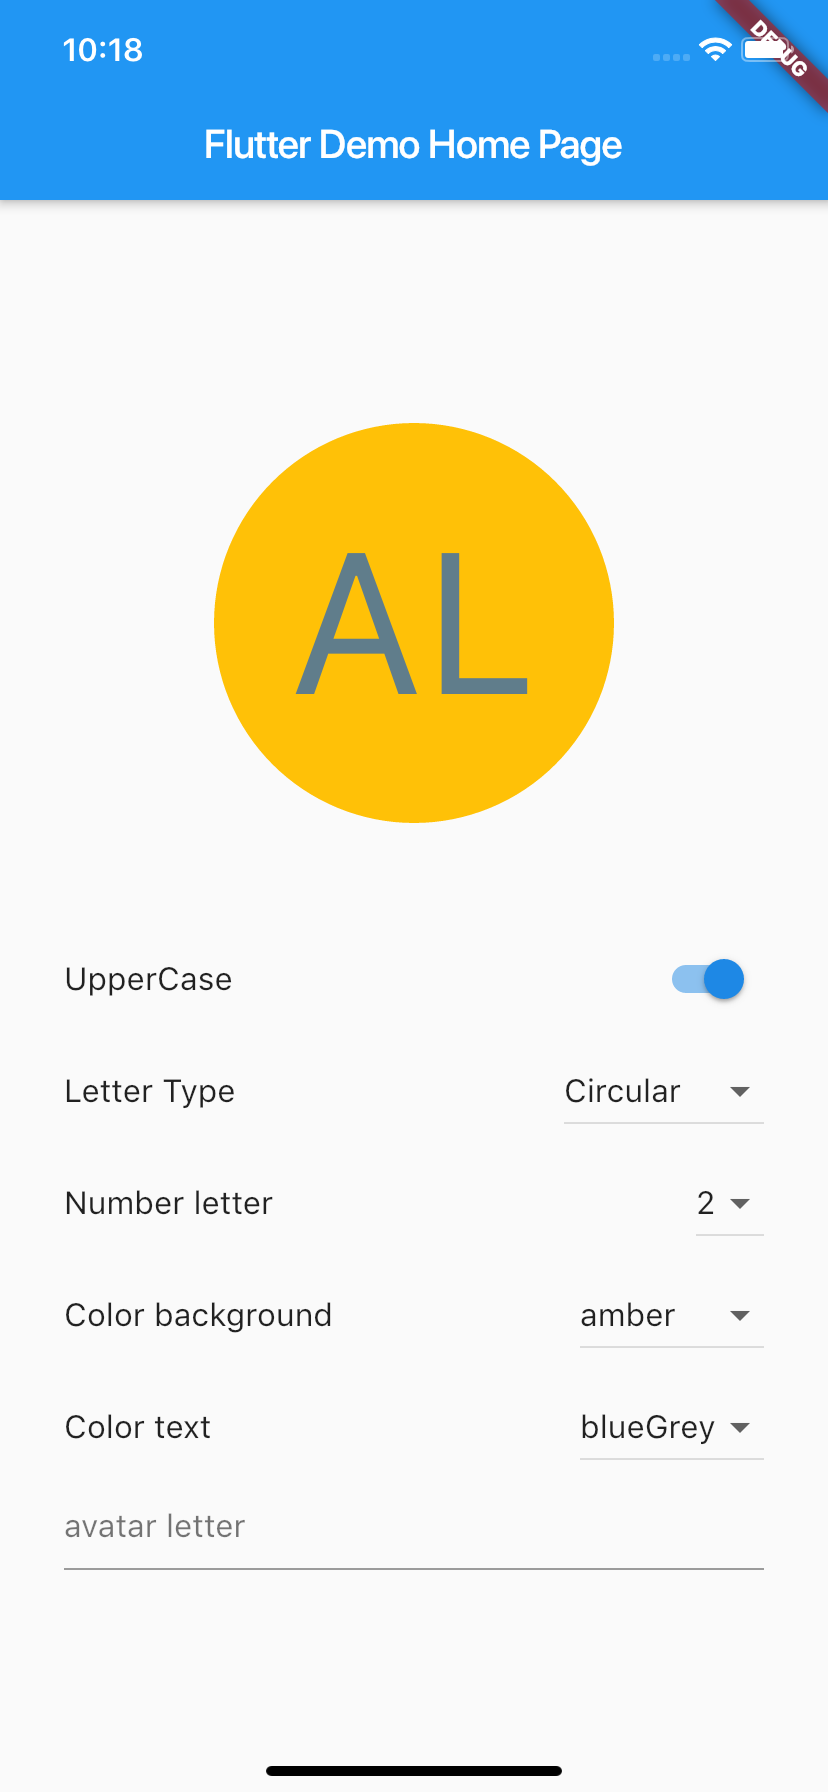 10:18
DEBUG
Flutter Demo Home Page
AL
UpperCase
Letter Type Circular
Number letter 2
Color background amber
Color text blueGrey
avatar letter